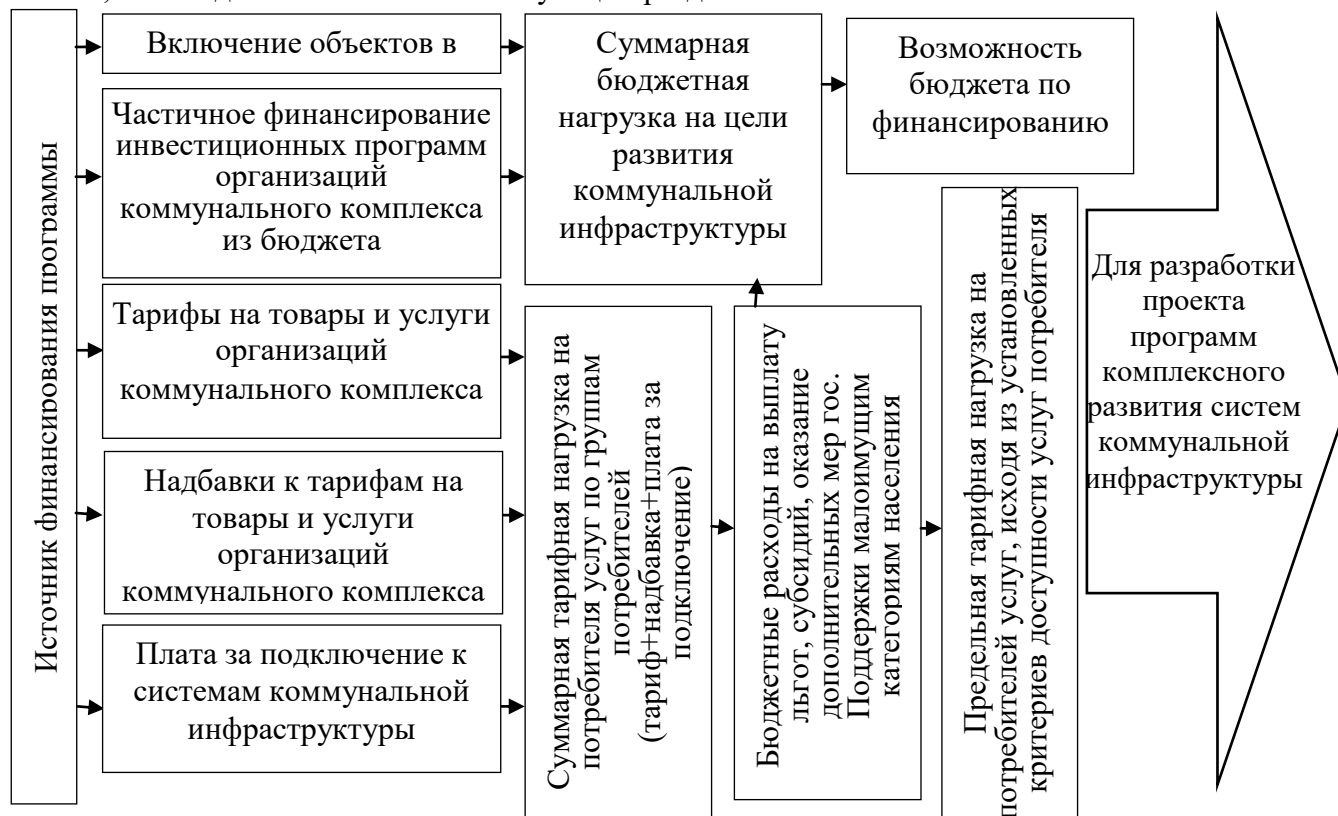 Источник финансирования программы
Включение объектов в
Частичное финансирование
инвестиционных программ
организаций
коммунального комплекса
из бюджета
Тарифы на товары и услуги
организаций
коммунального комплекса
Надбавки к тарифам на
товары и услуги
организаций
коммунального комплекса
Плата за подключение к
системам коммунальной
инфраструктуры
Суммарная
бюджетная
нагрузка на цели
развития
коммунальной
инфраструктуры
Суммарная тарифная нагрузка на
потребителя услуг по группам
потребителей
(тариф+надбавка+плата за
подключение)
Бюджетные расходы на выплату
льгот, субсидий, оказание
дополнительных мер гос.
Поддержки малоимущим
категориям населения
Возможность
бюджета по
финансированию
Предельная тарифная нагрузка на
потребителей услуг, исходя из установленных
критериев доступности услуг потребителя
Для разработки
проекта
программ
комплексного
развития систем
коммунальной
инфраструктуры